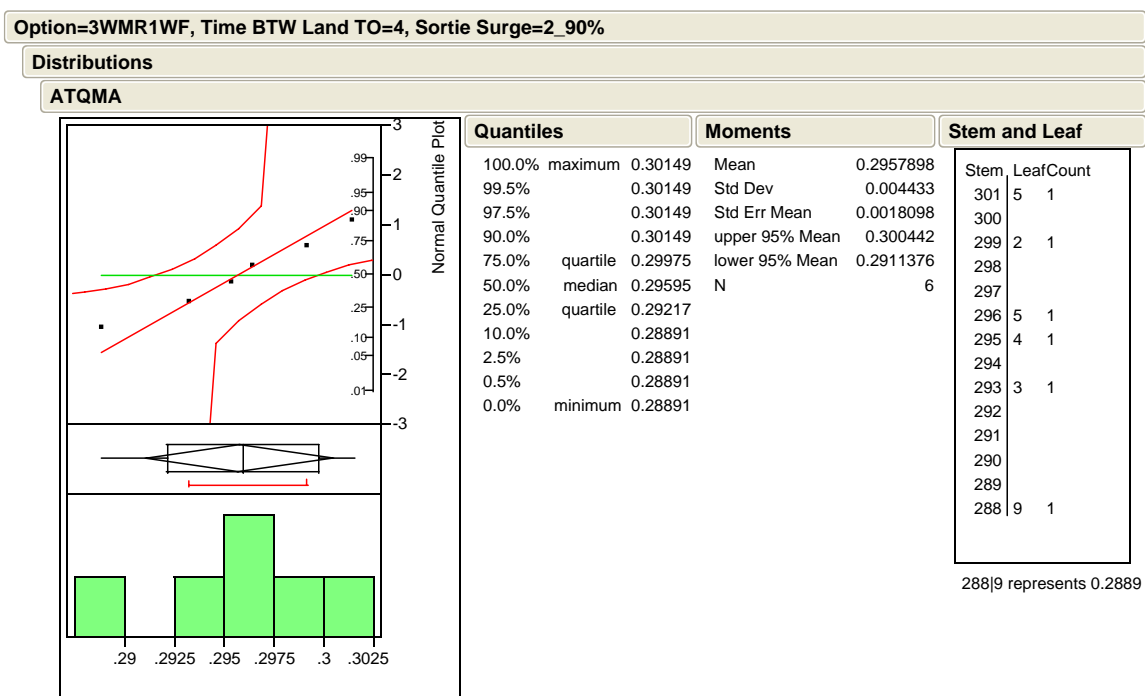 Option=3WMR1WF, Time BTW Land TO=4, Sortie Surge=2_90%
Distributions
ATQMA
3
2
1
0
-1
-2
-3
.99
.95
.90
.75
.50
.25
.10
.05
.01
Normal Quantile Plot
.29 .2925 .295 .2975 .3 .3025
Quantiles
100.0% maximum 0.30149
99.5% 0.30149
97.5% 0.30149
90.0% 0.30149
75.0% quartile 0.29975
50.0% median 0.29595
25.0% quartile 0.29217
10.0% 0.28891
2.5% 0.28891
0.5% 0.28891
0.0% minimum 0.28891
Moments
Mean 0.2957898
Std Dev 0.004433
Std Err Mean 0.0018098
upper 95% Mean 0.300442
lower 95% Mean 0.2911376
N 6
Stem and Leaf
Stem LeafCount
301 5 1
300
299 2 1
298
297
296 5 1
295 4 1
294
293 3 1
292
291
290
289
288 9 1
288|9 represents 0.2889